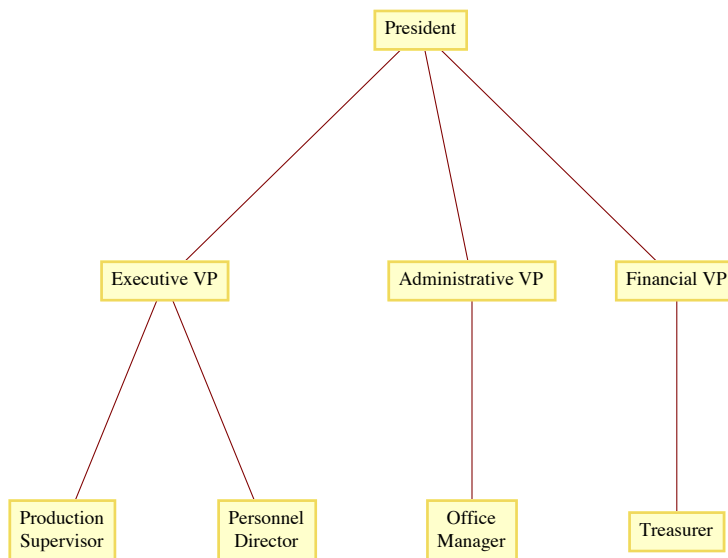 President
Executive VP
Administrative VP
Financial VP
Production
Supervisor
Personnel
Director
Office
Manager
Treasurer